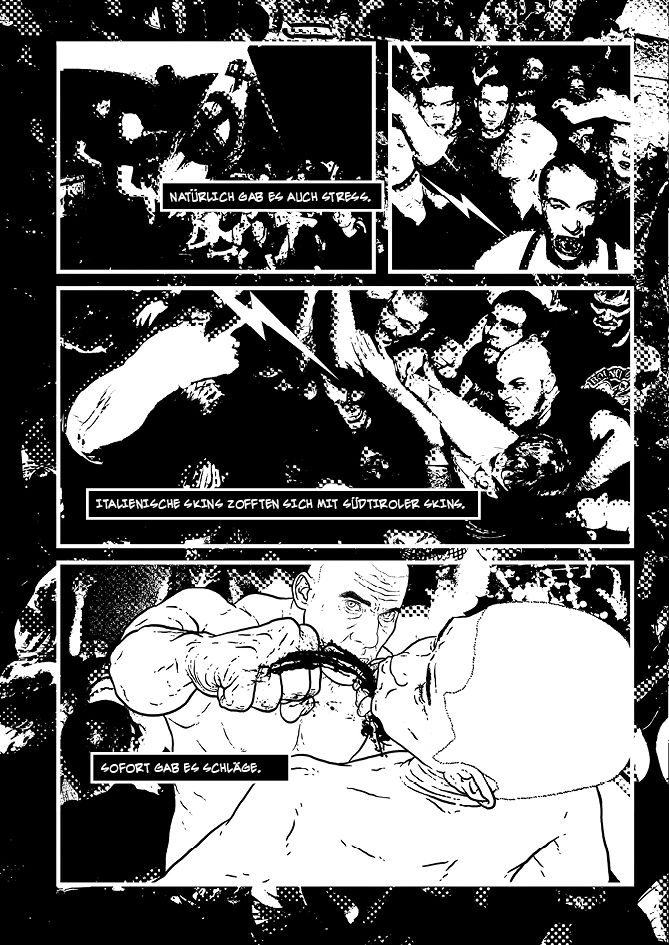 NATÜRLICH GAB ES AUCH STRESS.
ITALIENISCHE SKINS ZOFFTEN SICH MIT SÜDTIROLER SKINS.
SOFORT GAB ES SCHLÄGE.